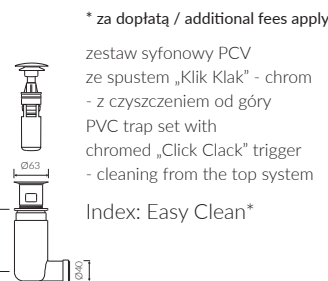 * za dopłatą / additional fees apply
zestaw syfonowy PCV
ze spustem „Klik Klak” - chrom
- z czyszczeniem od góry
PVC trap set with
chromed „Click Clack” trigger
- cleaning from the top system
Ø63
Index: Easy Clean*
Ø40